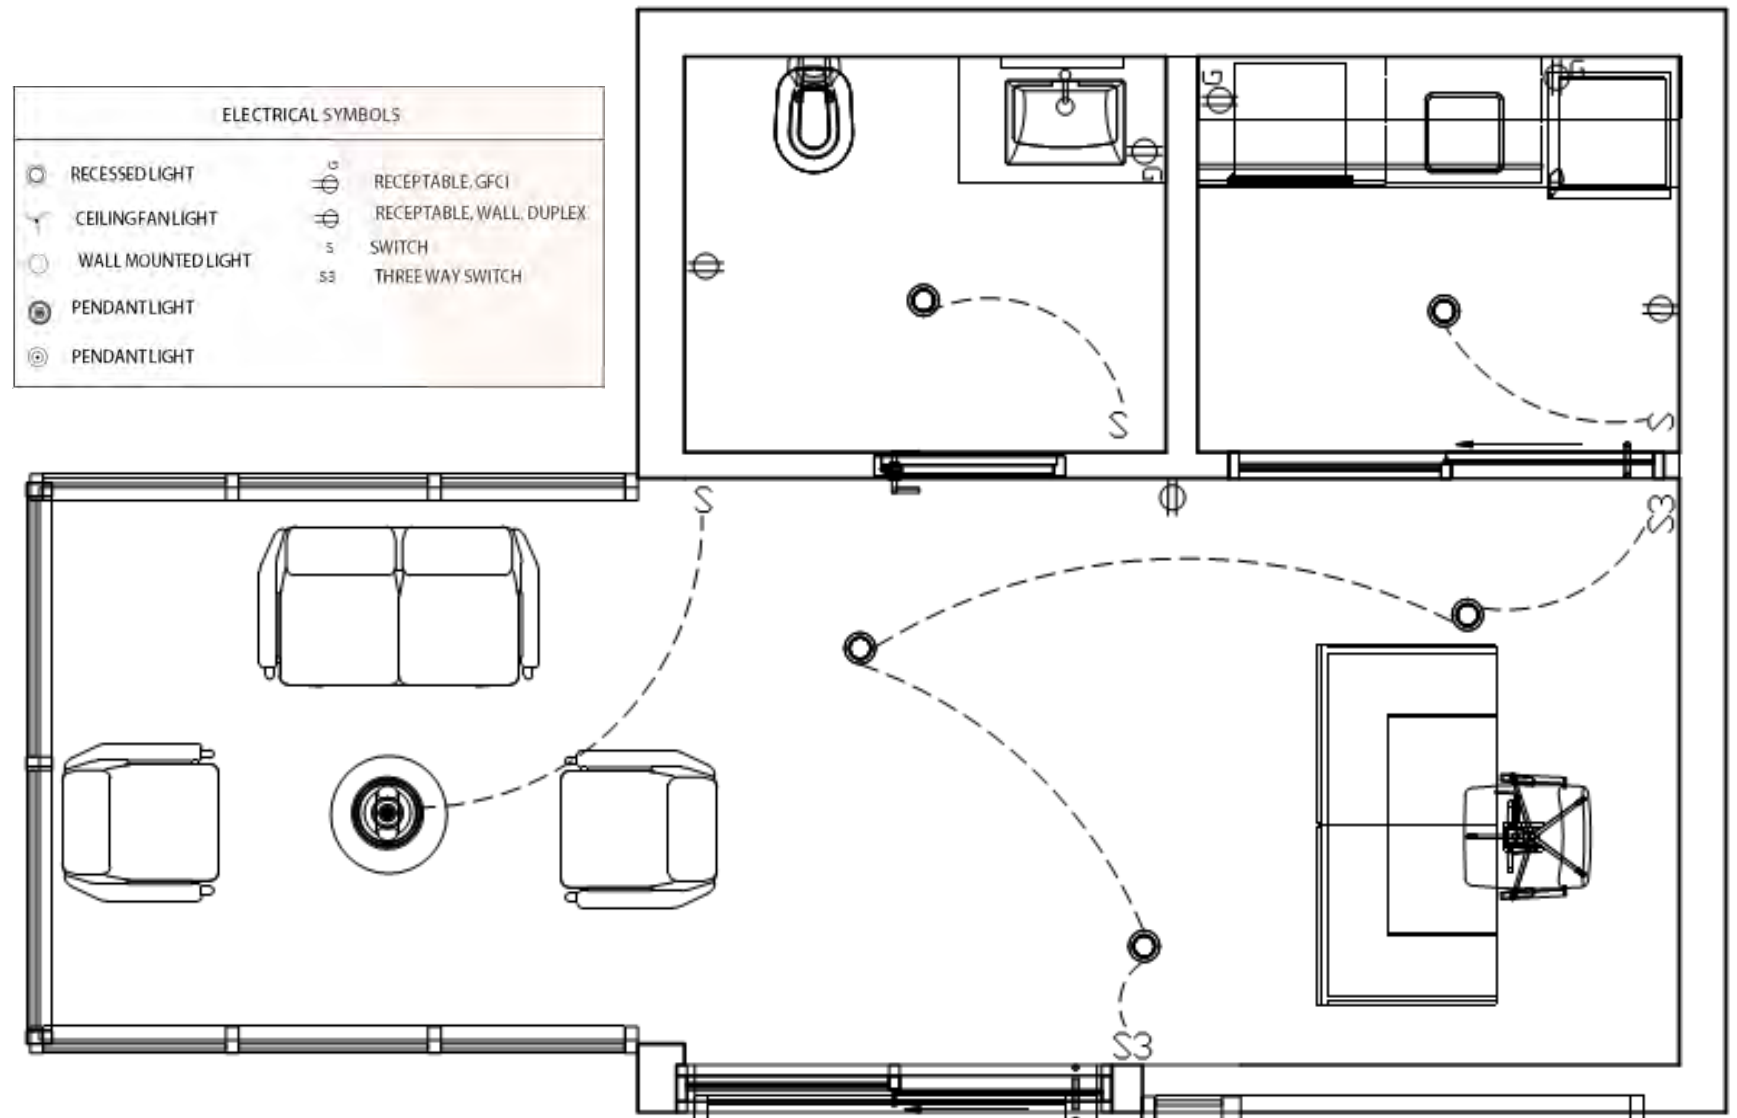 ELECTRICAL SYMBOLS
RECESSED LIGHT
CEILING FAN LIGHT
WALL MOUNTED LIGHT
PENDANT LIGHT
PENDANT LIGHT
G
RECEPTABLE, GFCI
RECEPTABLE, WALL, DUPLEX
S SWITCH
S3 THREE WAY SWITCH
G
G
G
S
S
S
S3
S3